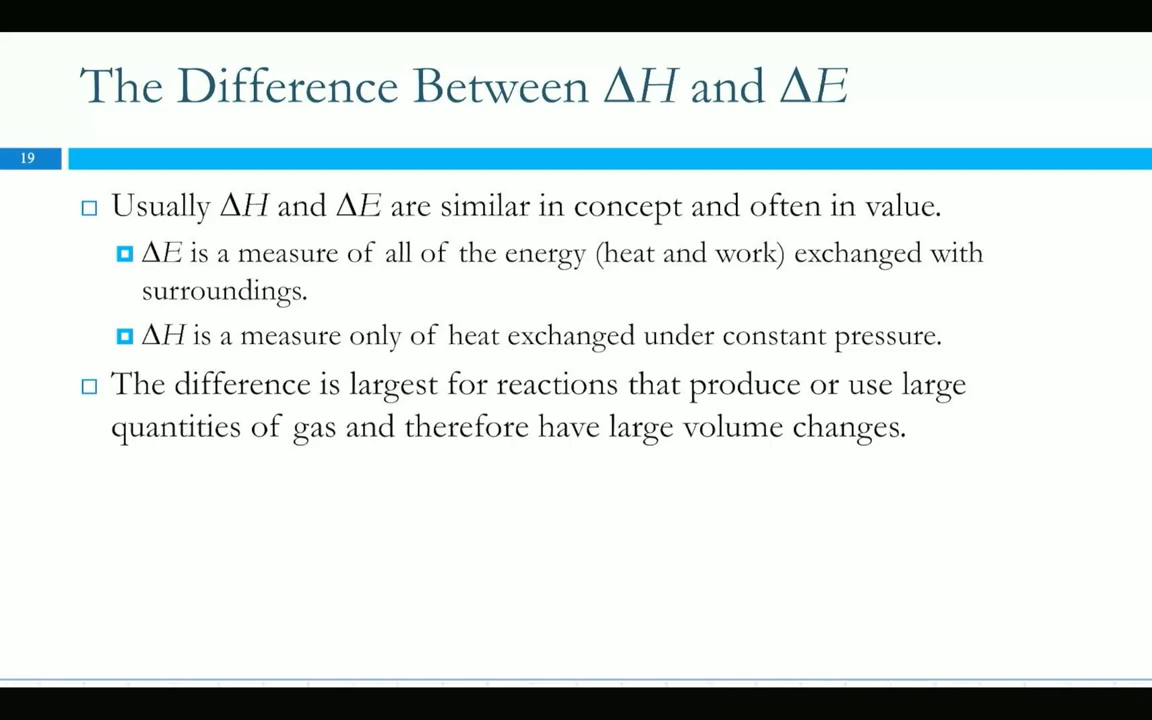 The Difference Between ΔH and ΔE
19
Usually ΔH and ΔE are similar in concept and often in value.
ΔE is a measure of all of the energy (heat and work) exchanged with
surroundings.
ΔH is a measure only of heat exchanged under constant pressure.
The difference is largest for reactions that produce or use large
quantities of gas and therefore have large volume changes.